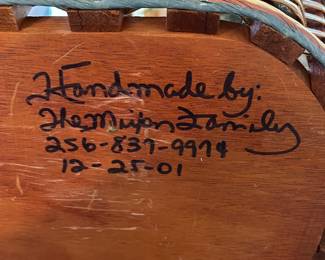 Handmade by:
The Mixon Family
256-837-9974
12-25-01